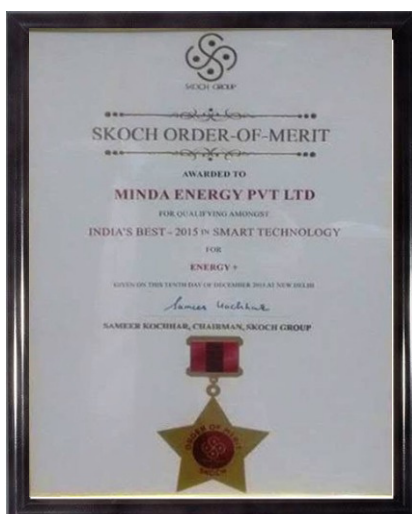 SKOCH GROUP
SKOCH ORDER-OF-MERIT
AWARDED TO
MINDA ENERGY PVT LTD
FOR QUALIFYING AMONGST
INDIA'S BEST - 2015 IN SMART TECHNOLOGY
FOR
ENERGY +
GIVEN ON THIS TENTH DAY OF DECEMBER 2015 AT NEW DELHI
Sameer Kochhar
SAMEER KOCHHAR, CHAIRMAN, SKOCH GROUP
ORDER OF MERIT
SKOCH